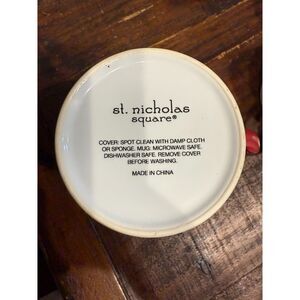 st. nicholas
square®
COVER: SPOT CLEAN WITH DAMP CLOTH
OR SPONGE. MUG: MICROWAVE SAFE.
DISHWASHER SAFE. REMOVE COVER
BEFORE WASHING.
MADE IN CHINA